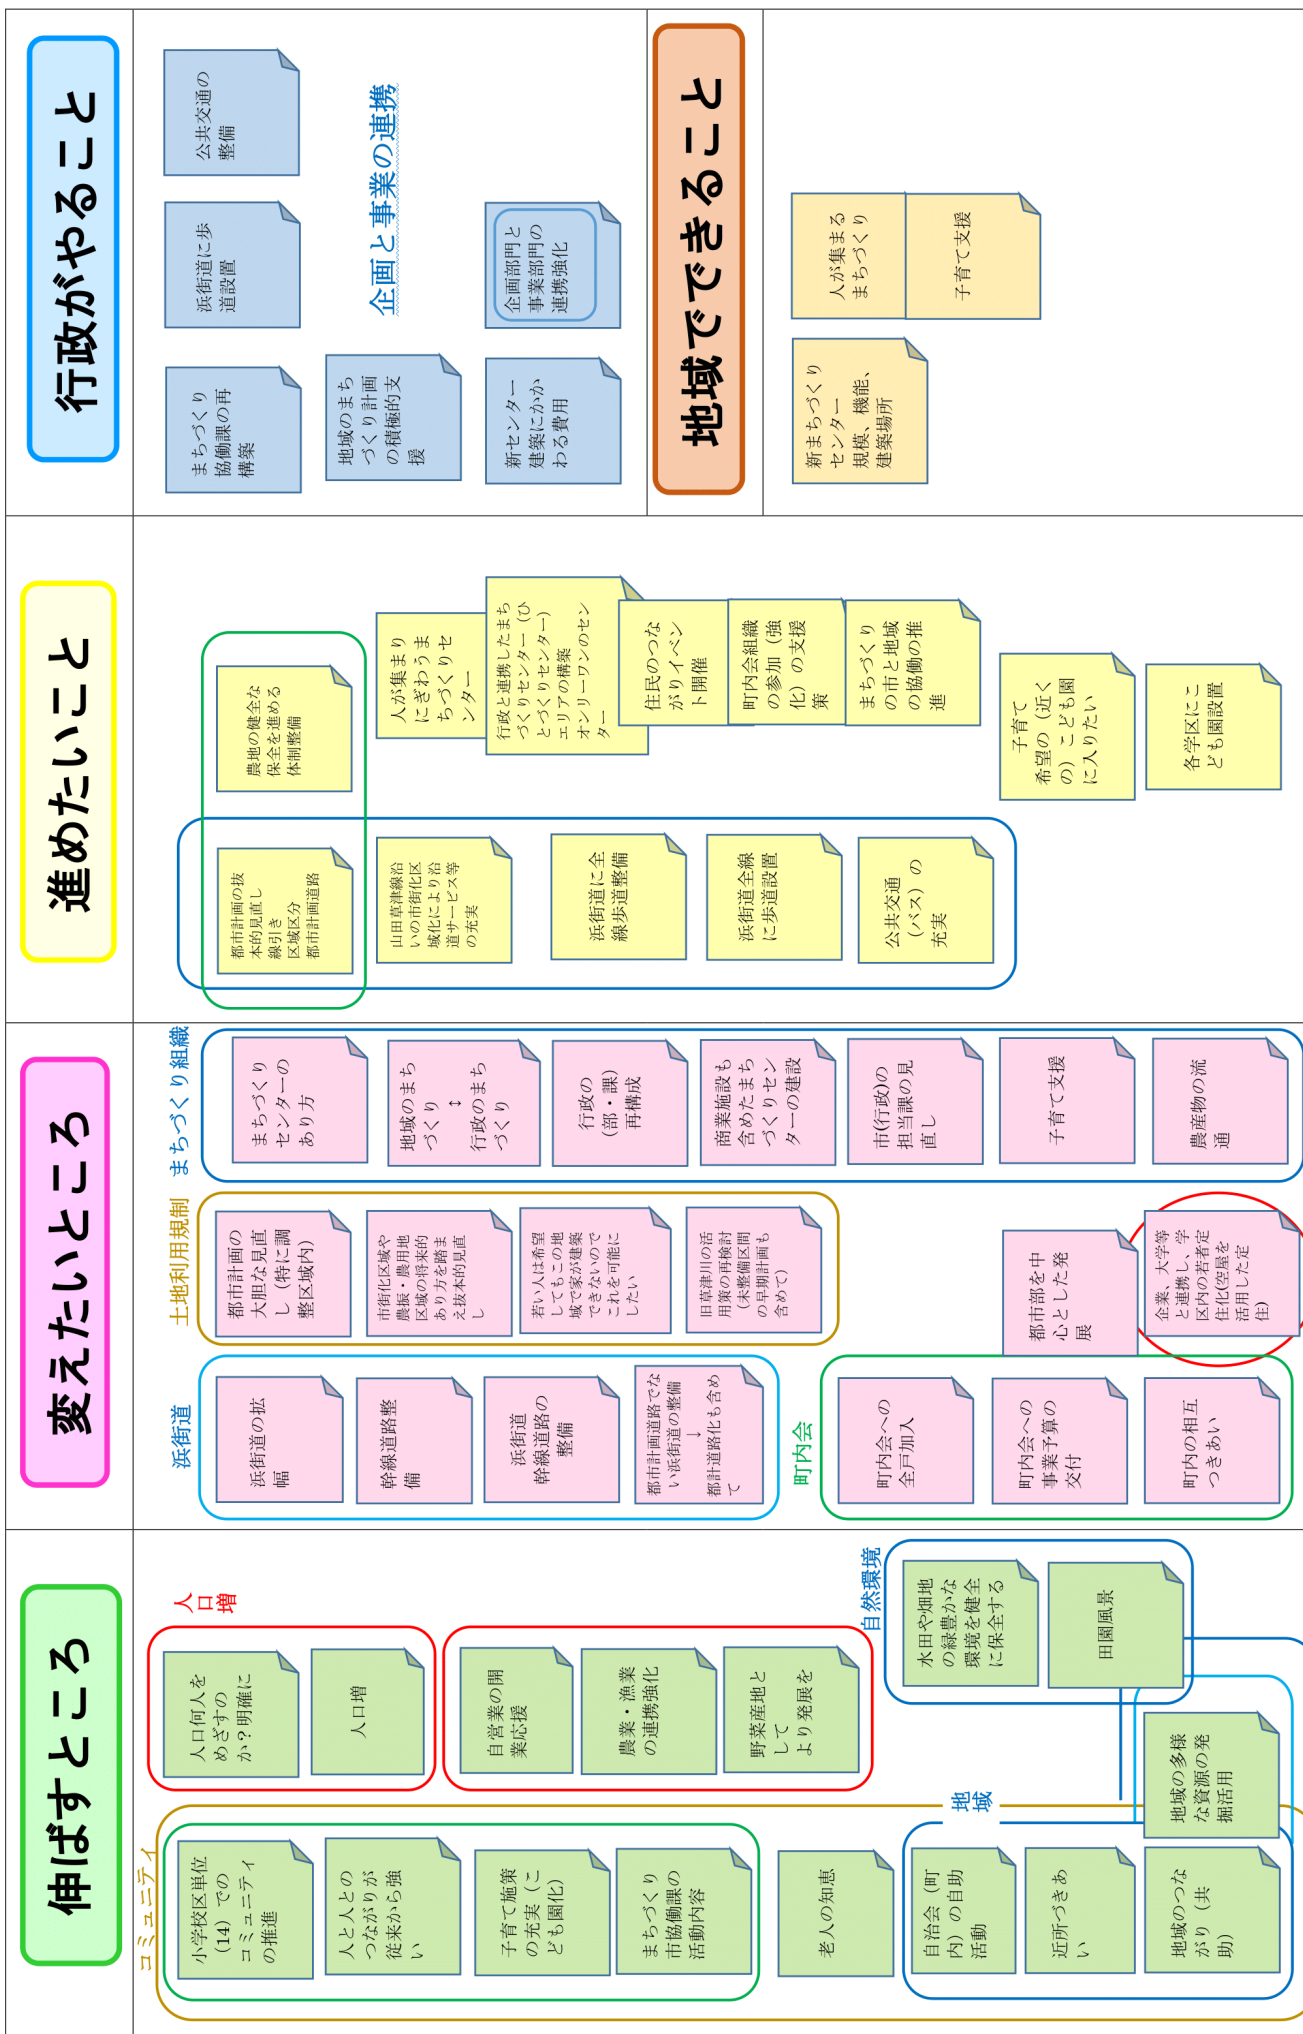 伸ばすところ
コミュニティ
小学校区単位
（14）での
コミュニティ
の推進
人と人との
つながりが
従来から強
い
子育て施策
の充実（こ
ども園化）
まちづくり
市協働課の
活動内容
老人の知恵
地域
自治会（町
内）の自助
活動
近所づきあ
い
地域のつな
がり（共
助）
地域の多様
な資源の発
掘活用
人口増
人口何人を
めざすの
か？明確に
人口増
自営業の開
業応援
農業・漁業
の連携強化
野菜産地と
して
より発展を
自然環境
水田や畑地
の緑豊かな
環境を健全
に保全する
田園風景
変えたいところ
浜街道
浜街道の拡
幅
幹線道路整
備
浜街道
幹線道路の
整備
都市計画道路でな
い浜街道の整備
↓
都計道路化も含め
て
町内会
町内会への
全戸加入
町内会への
事業予算の
交付
町内の相互
つきあい
土地利用規制
都市計画の
大胆な見直
し（特に調
整区域内）
市街化区域や
農振・農用地
区域の将来的
あり方を踏ま
え抜本的見直
し
若い人は希望
してもこの地
域で家が建築
できないので
これを可能に
したい
旧草津川の活
用策の再検討
（未整備区間
の早期計画も
含めて）
都市部を中
心とした発
展
企業、大学等
と連携し、学
区内の若者定
住化(空屋を
活用した定
住)
まちづくり組織
まちづくり
センターの
あり方
地域のまち
づくり
↕
行政のまち
づくり
行政の
（部・課）
再構成
商業施設も
含めたまち
づくりセン
ターの建設
市(行政)の
担当課の見
直し
子育て支援
農産物の流
通
進めたいこと
都市計画の抜
本的見直し
線引き
区域区分
都市計画道路
山田草津線沿
いの市街化区
域化により沿
道サービス等
の充実
浜街道に全
線歩道整備
浜街道全線
に歩道設置
公共交通
（バス）の
充実
農地の健全な
保全を進める
体制整備
人が集まり
にぎわうま
ちづくりセ
ンター
行政と連携したまち
づくりセンター（ひ
とづくりセンター）
エリアの構築
オンリーワンのセン
ター
住民のつな
がりイベン
ト開催
町内会組織
の参加（強
化）の支援
策
まちづくり
の市と地域
の協働の推
進
子育て
希望の（近く
の）こども園
に入りたい
各学区にこ
ども園設置
行政がやること
まちづくり
協働課の再
構築
浜街道に歩
道設置
公共交通の
整備
地域のまち
づくり計画
の積極的支
援
企画と事業の連携
新センター
建築にかか
わる費用
企画部門と
事業部門の
連携強化
地域でできること
新まちづくり
センター
規模、機能、
建築場所
人が集まる
まちづくり
子育て支援